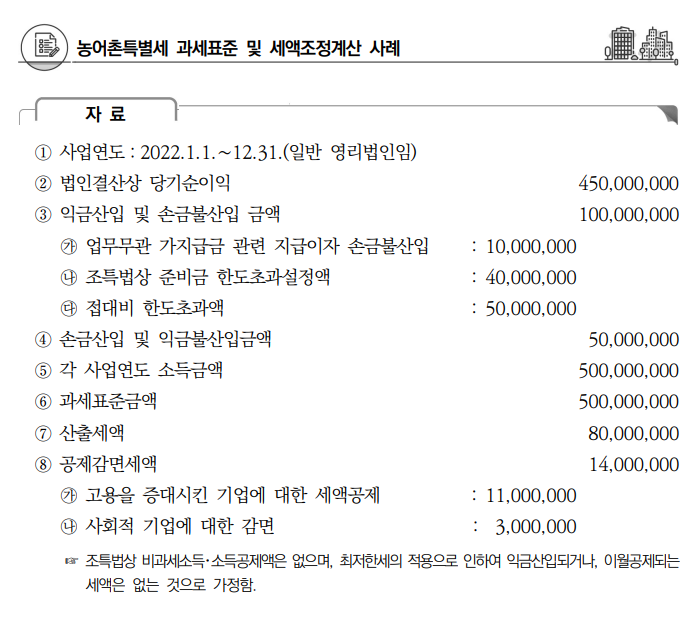 농어촌특별세 과세표준 및 세액조정계산 사례
자 료
① 사업연도 : 2022.1.1.~12.31.(일반 영리법인임)
② 법인결산상 당기순이익 450,000,000
③ 익금산입 및 손금불산입 금액 100,000,000
㉮ 업무무관 가지급금 관련 지급이자 손금불산입 : 10,000,000
㉯ 조특법상 준비금 한도초과설정액 : 40,000,000
㉰ 접대비 한도초과액 : 50,000,000
④ 손금산입 및 익금불산입금액 50,000,000
⑤ 각 사업연도 소득금액 500,000,000
⑥ 과세표준금액 500,000,000
⑦ 산출세액 80,000,000
⑧ 공제감면세액 14,000,000
㉮ 고용을 증대시킨 기업에 대한 세액공제 : 11,000,000
㉯ 사회적 기업에 대한 감면 : 3,000,000
☞ 조특법상 비과세소득·소득공제액은 없으며, 최저한세의 적용으로 인하여 익금산입되거나, 이월공제되는
세액은 없는 것으로 가정함.